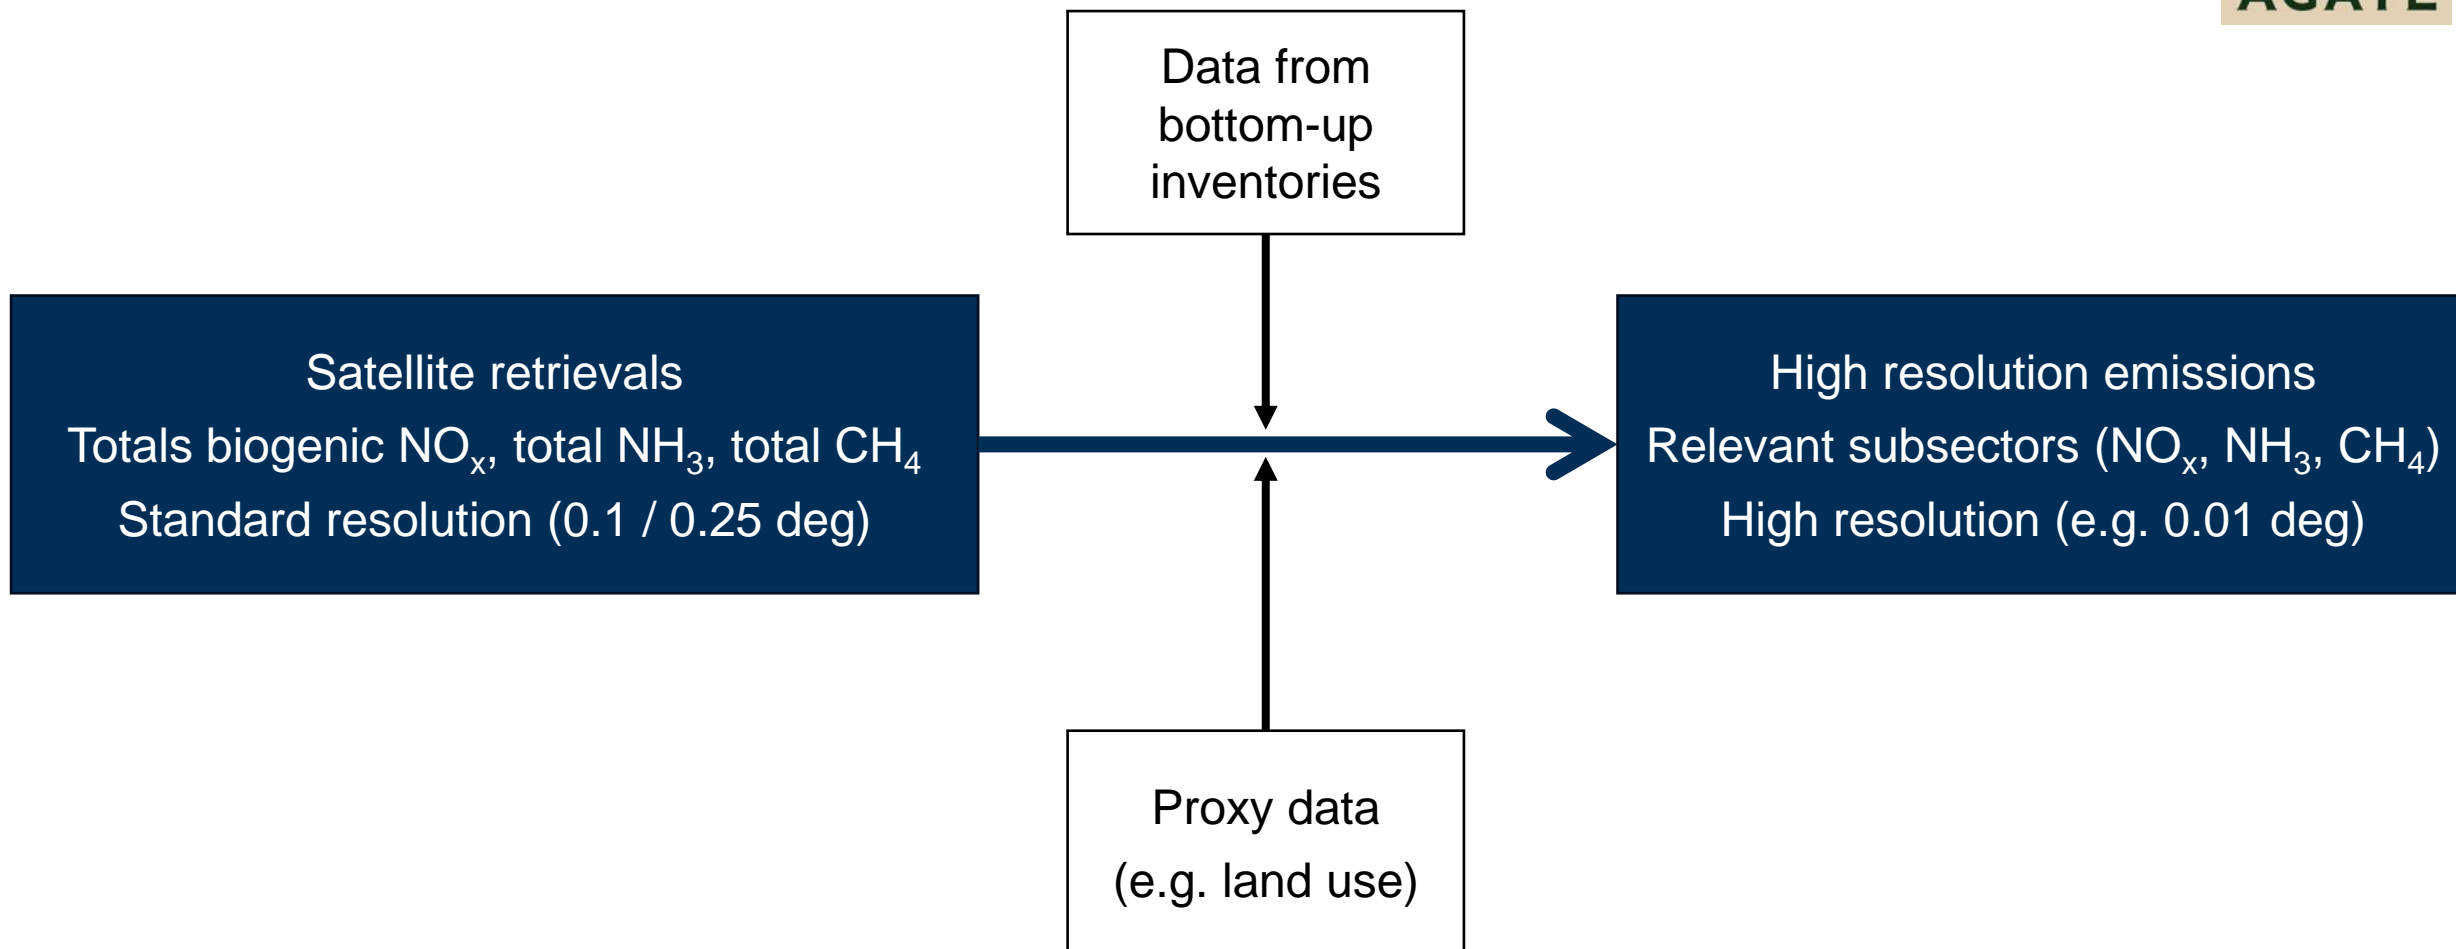 AGATE
Data from
bottom-up
inventories
Satellite retrievals
Totals biogenic NOₓ, total NH₃, total CH₄
Standard resolution (0.1 / 0.25 deg)
High resolution emissions
Relevant subsectors (NOₓ, NH₃, CH₄)
High resolution (e.g. 0.01 deg)
Proxy data
(e.g. land use)